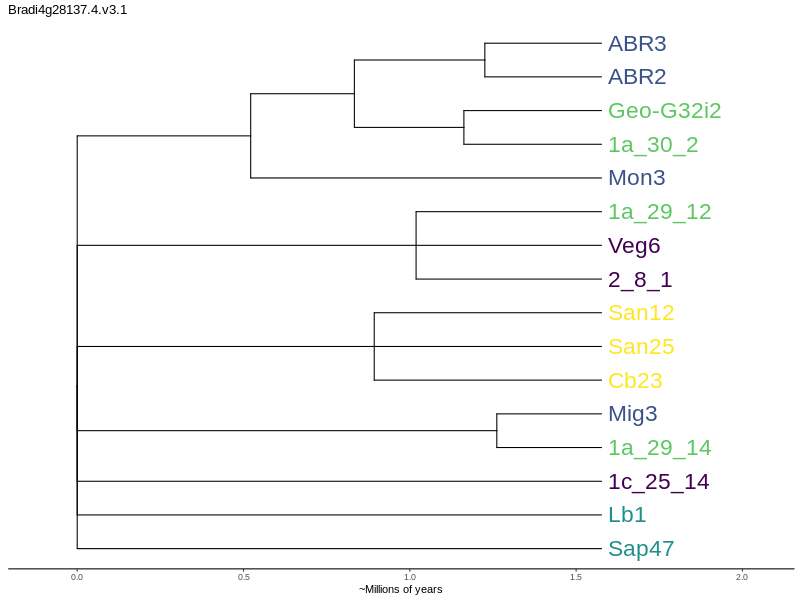 Bradi4g28137.4.v3.1
ABR3
ABR2
Geo-G32i2
1a_30_2
Mon3
1a_29_12
Veg6
2_8_1
San12
San25
Cb23
Mig3
1a_29_14
1c_25_14
Lb1
Sap47
0.0 0.5 1.0 1.5 2.0
~Millions of years